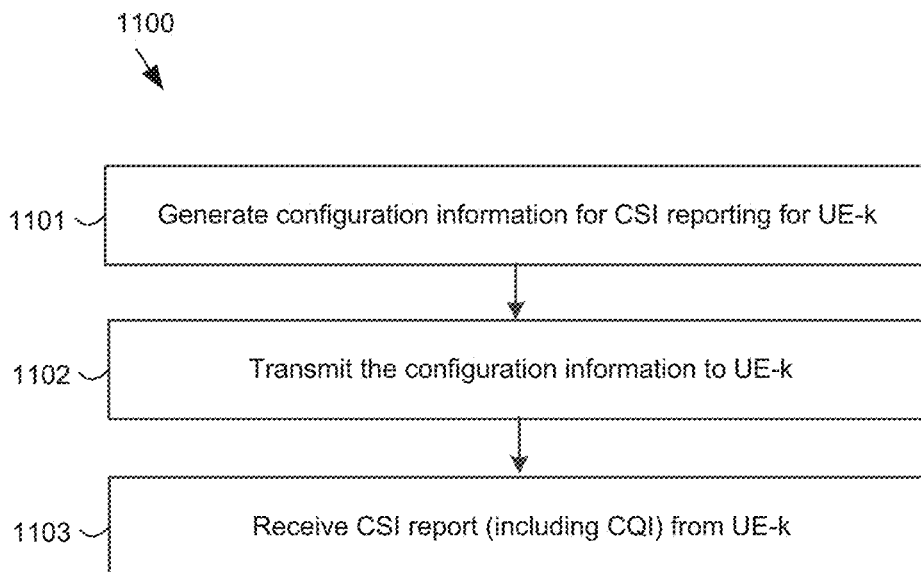 1100
1101
Generate configuration information for CSI reporting for UE-k
1102
Transmit the configuration information to UE-k
1103
Receive CSI report (including CQI) from UE-k